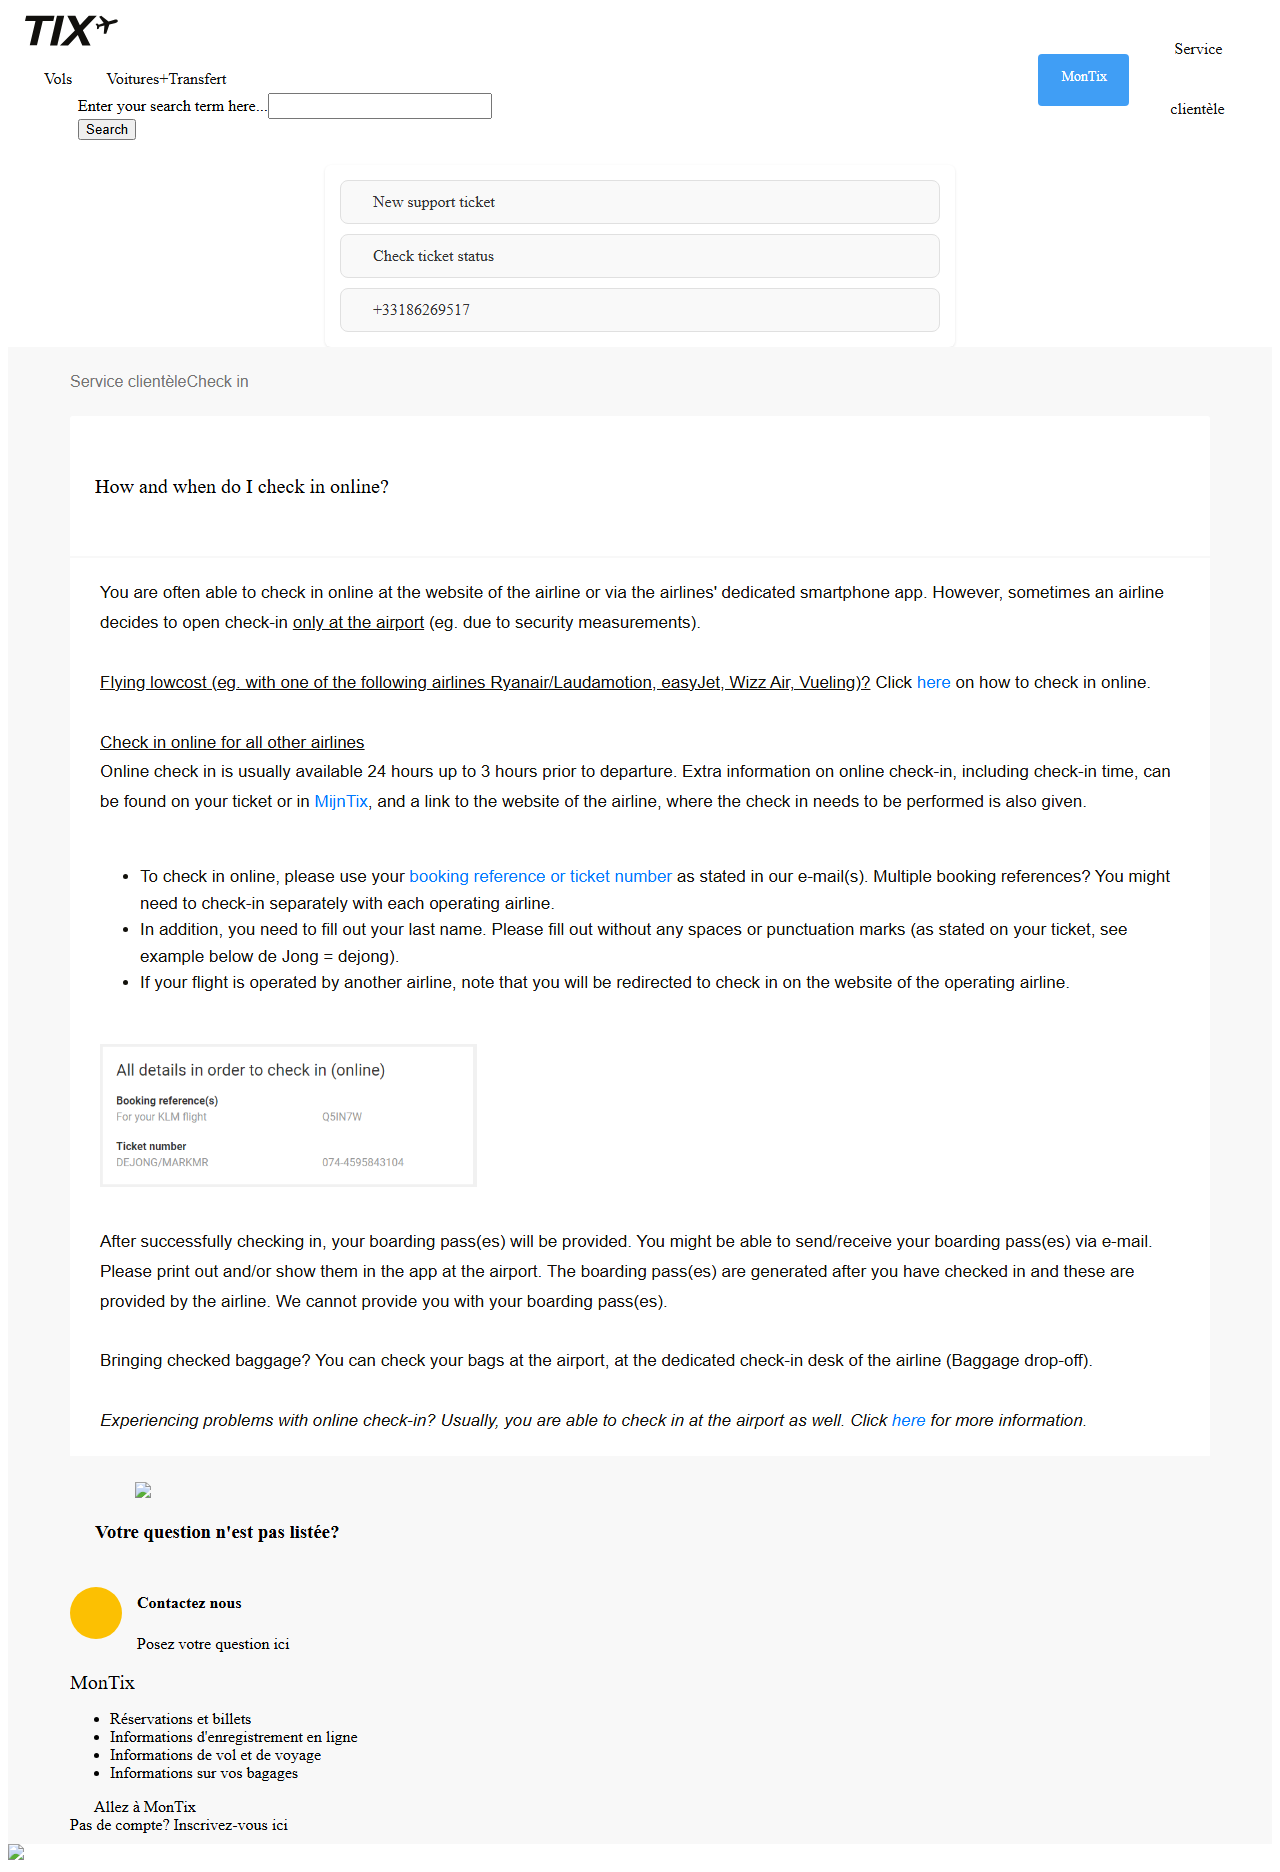 TIX
Service
Vols Voitures+Transfert
MonTix
Enter your search term here...
clientèle
Search
New support ticket
Check ticket status
+33186269517
Service clientèleCheck in
How and when do I check in online?
You are often able to check in online at the website of the airline or via the airlines' dedicated smartphone app. However, sometimes an airline
decides to open check-in only at the airport (eg. due to security measurements).
Flying lowcost (eg. with one of the following airlines Ryanair/Laudamotion, easyJet, Wizz Air, Vueling)? Click here on how to check in online.
Check in online for all other airlines
Online check in is usually available 24 hours up to 3 hours prior to departure. Extra information on online check-in, including check-in time, can
be found on your ticket or in MijnTix, and a link to the website of the airline, where the check in needs to be performed is also given.
• To check in online, please use your booking reference or ticket number as stated in our e-mail(s). Multiple booking references? You might
need to check-in separately with each operating airline.
• In addition, you need to fill out your last name. Please fill out without any spaces or punctuation marks (as stated on your ticket, see
example below de Jong = dejong).
• If your flight is operated by another airline, note that you will be redirected to check in on the website of the operating airline.
All details in order to check in (online)
Booking reference(s)
For your KLM flight Q5IN7W
Ticket number
DEJONG/MARKMR 074-4595843104
After successfully checking in, your boarding pass(es) will be provided. You might be able to send/receive your boarding pass(es) via e-mail.
Please print out and/or show them in the app at the airport. The boarding pass(es) are generated after you have checked in and these are
provided by the airline. We cannot provide you with your boarding pass(es).
Bringing checked baggage? You can check your bags at the airport, at the dedicated check-in desk of the airline (Baggage drop-off).
Experiencing problems with online check-in? Usually, you are able to check in at the airport as well. Click here for more information.
Votre question n'est pas listée?
Contactez nous
Posez votre question ici
MonTix
• Réservations et billets
• Informations d'enregistrement en ligne
• Informations de vol et de voyage
• Informations sur vos bagages
Allez à MonTix
Pas de compte? Inscrivez-vous ici